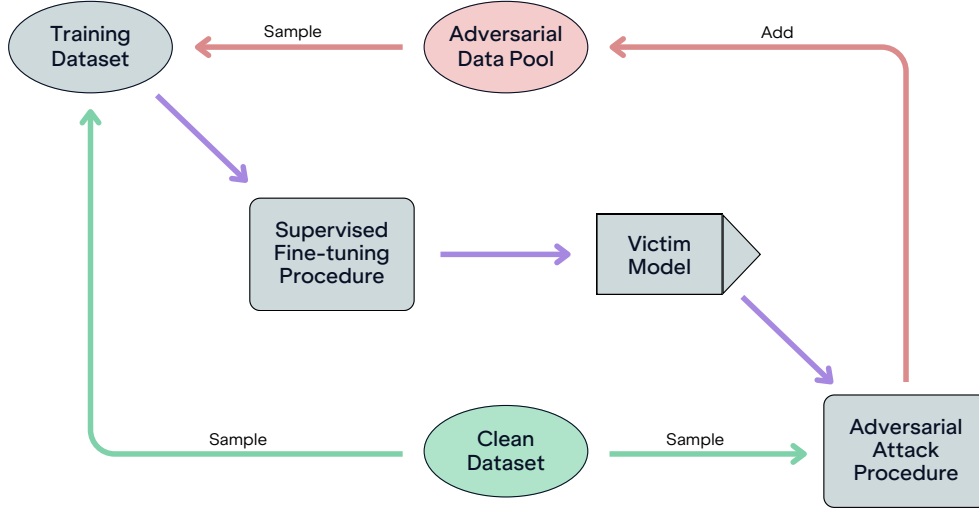 Training
Dataset
Sample
Adversarial
Data Pool
Add
Supervised
Fine-tuning
Procedure
Victim
Model
Sample
Clean
Dataset
Sample
Adversarial
Attack
Procedure